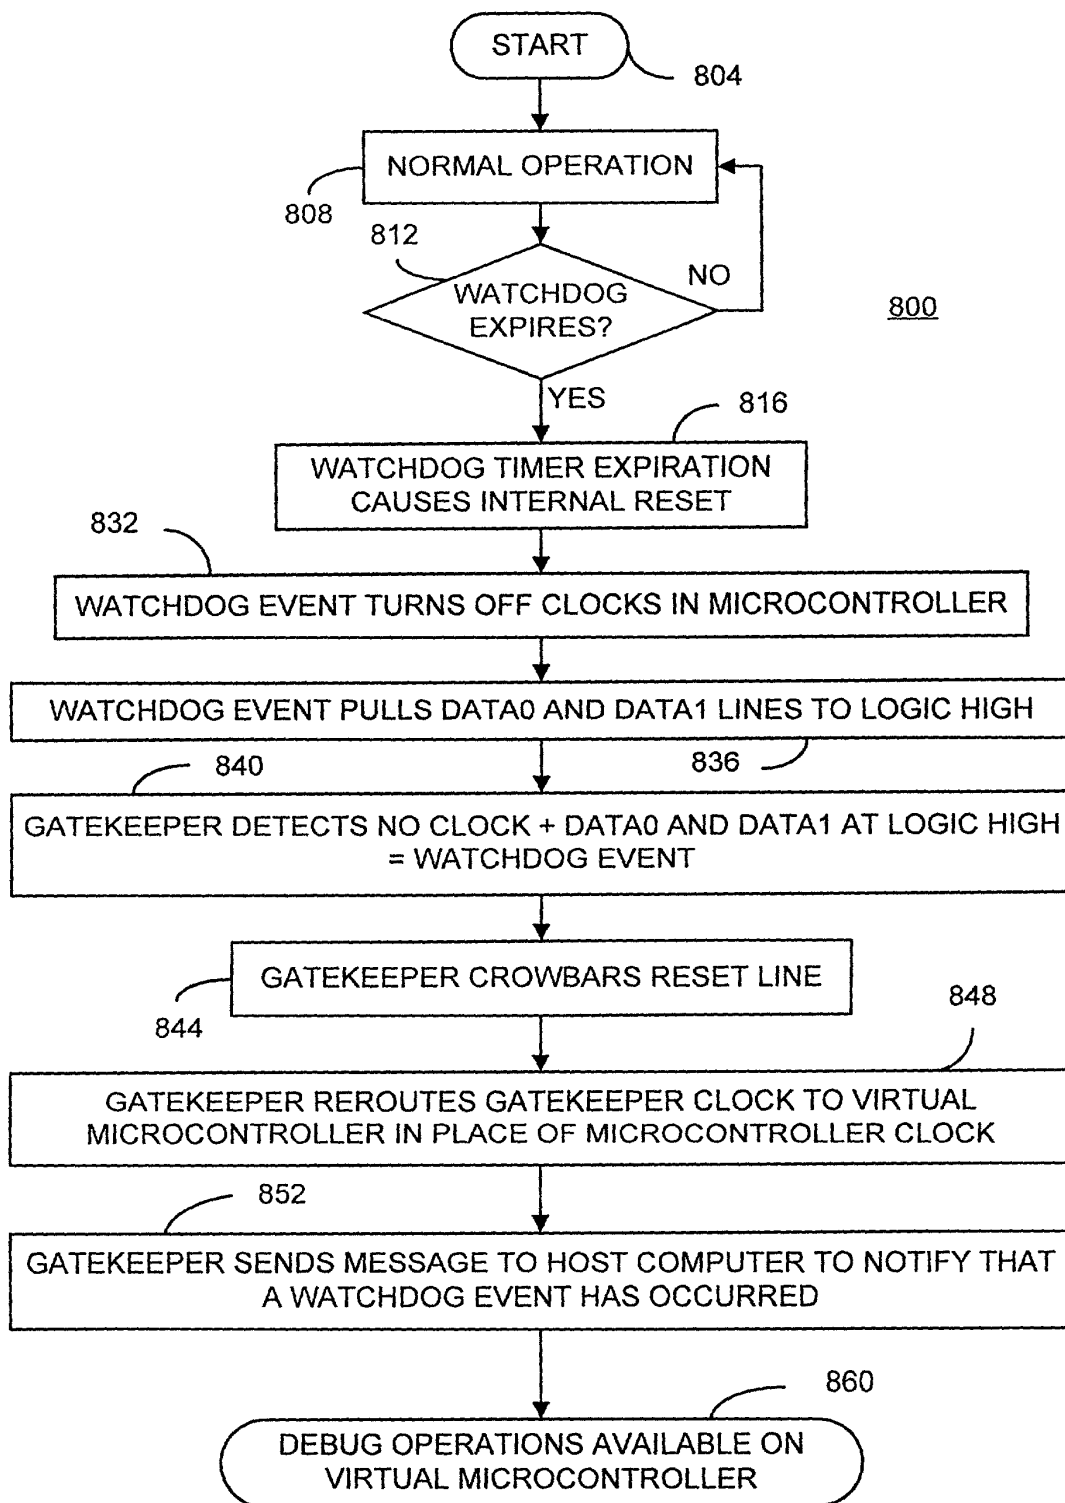 START
804
NORMAL OPERATION
808
812
WATCHDOG
EXPIRES?
NO
800
YES
816
WATCHDOG TIMER EXPIRATION
CAUSES INTERNAL RESET
832
WATCHDOG EVENT TURNS OFF CLOCKS IN MICROCONTROLLER
WATCHDOG EVENT PULLS DATA0 AND DATA1 LINES TO LOGIC HIGH
836
840
GATEKEEPER DETECTS NO CLOCK + DATA0 AND DATA1 AT LOGIC HIGH
= WATCHDOG EVENT
GATEKEEPER CROWBARS RESET LINE
844
848
GATEKEEPER REROUTES GATEKEEPER CLOCK TO VIRTUAL
MICROCONTROLLER IN PLACE OF MICROCONTROLLER CLOCK
852
GATEKEEPER SENDS MESSAGE TO HOST COMPUTER TO NOTIFY THAT
A WATCHDOG EVENT HAS OCCURRED
860
DEBUG OPERATIONS AVAILABLE ON
VIRTUAL MICROCONTROLLER